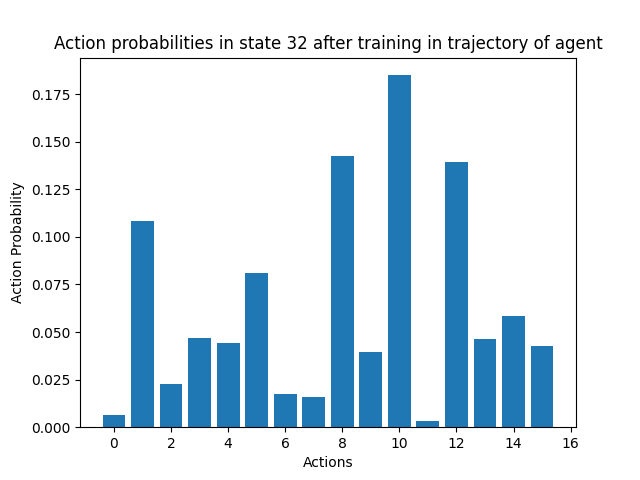 Action probabilities in state 32 after training in trajectory of agent
Action Probability
0.175
0.150
0.125
0.100
0.075
0.050
0.025
0.000
0 2 4 6 8 10 12 14 16
Actions